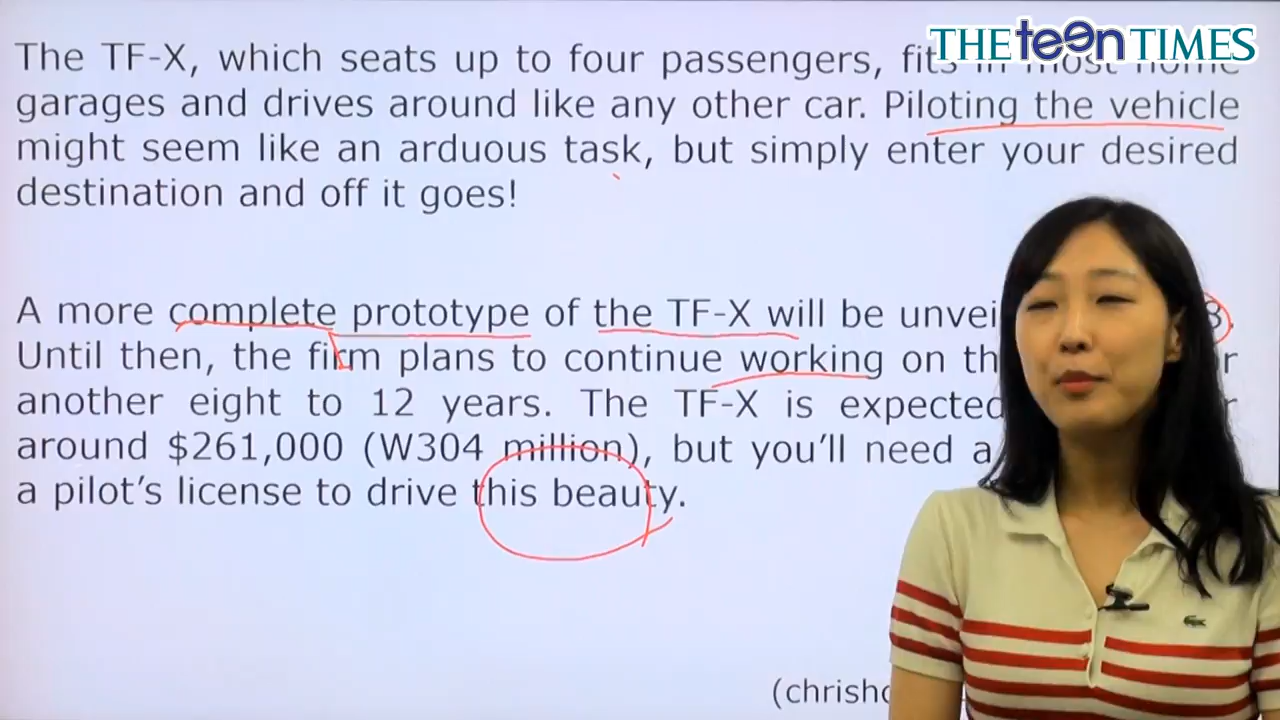 THE teen TIMES
The TF-X, which seats up to four passengers, fits in most home
garages and drives around like any other car. Piloting the vehicle
might seem like an arduous task, but simply enter your desired
destination and off it goes!
A more complete prototype of the TF-X will be
Until then, the firm plans to continue working on
another eight to 12 years. The TF-X is expected
around $261,000 (W304 million), but you’ll need a
a pilot’s license to drive this beauty.